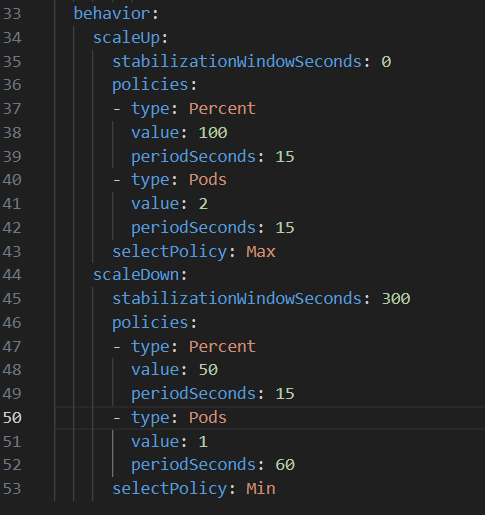 33 behavior:
34 scaleUp:
35 stabilizationWindowSeconds: 0
36 policies:
37 - type: Percent
38 value: 100
39 periodSeconds: 15
40 - type: Pods
41 value: 2
42 periodSeconds: 15
43 selectPolicy: Max
44 scaleDown:
45 stabilizationWindowSeconds: 300
46 policies:
47 - type: Percent
48 value: 50
49 periodSeconds: 15
50 - type: Pods
51 value: 1
52 periodSeconds: 60
53 selectPolicy: Min